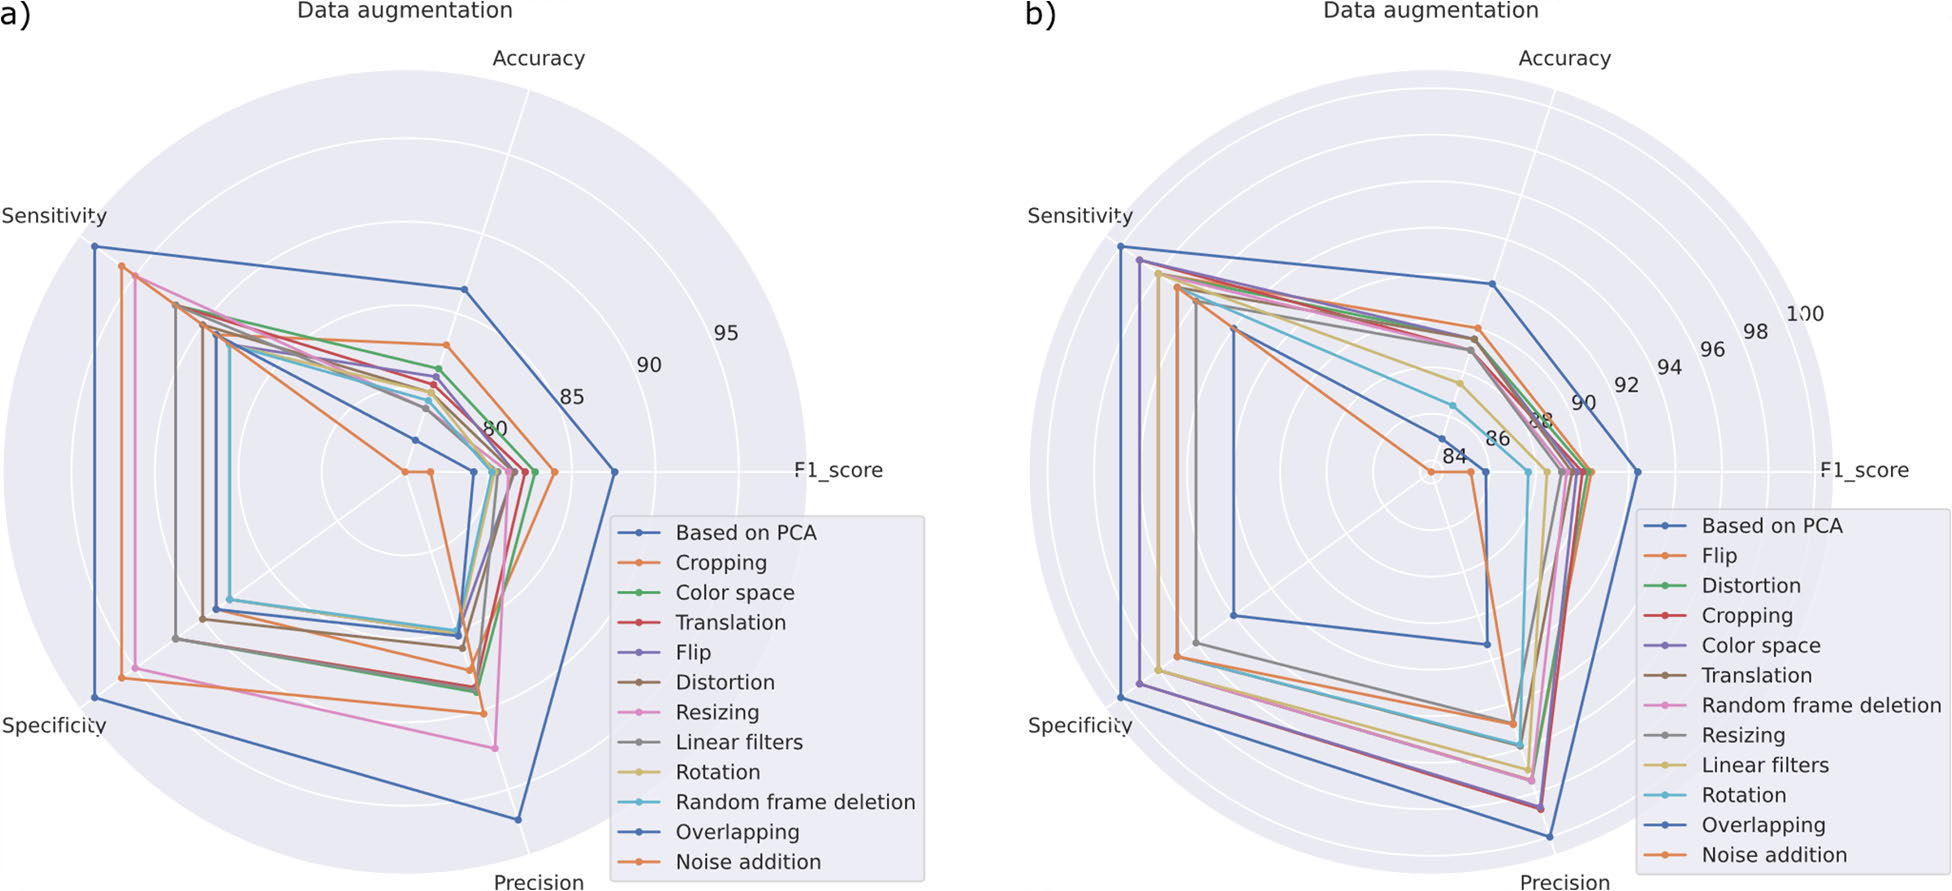 a)
Data augmentation
Accuracy
Sensitivity
95
90
85
80
F1_score
Specificity
Precision
Based on PCA
Cropping
Color space
Translation
Flip
Distortion
Resizing
Linear filters
Rotation
Random frame deletion
Overlapping
Noise addition
b)
Data augmentation
Accuracy
Sensitivity
100
98
96
94
92
90
88
86
84
F1_score
Specificity
Precision
Based on PCA
Flip
Distortion
Cropping
Color space
Translation
Random frame deletion
Resizing
Linear filters
Rotation
Overlapping
Noise addition